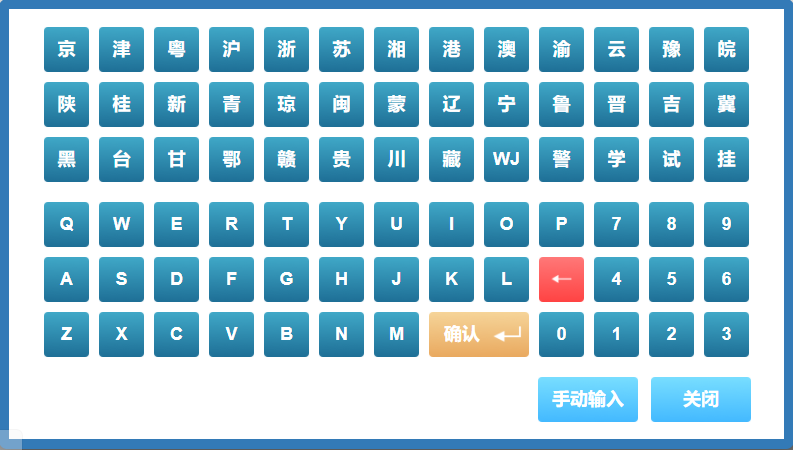 京 津 粤 沪 浙 苏 湘 港 澳 渝 云 豫 皖
陕 桂 新 青 琼 闽 蒙 辽 宁 鲁 晋 吉 冀
黑 台 甘 鄂 赣 贵 川 藏 WJ 警 学 试 挂
Q W E R T Y U I O P 7 8 9
A S D F G H J K L ← 4 5 6
Z X C V B N M 确认 0 1 2 3
手动输入 关闭